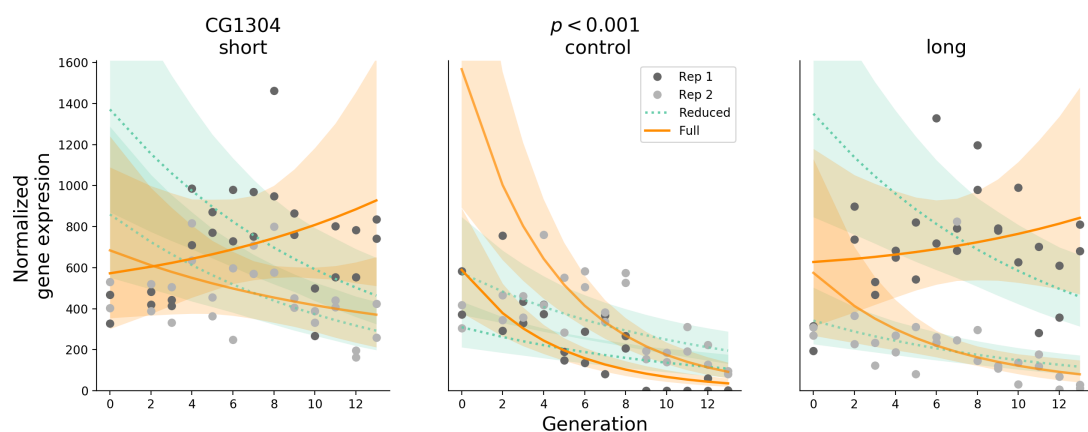 CG1304
short
p < 0.001
control
long
Normalized
gene expresion
1600
1400
1200
1000
800
600
400
200
0
Rep 1
Rep 2
Reduced
Full
0 2 4 6 8 10 12
0 2 4 6 8 10 12
0 2 4 6 8 10 12
Generation